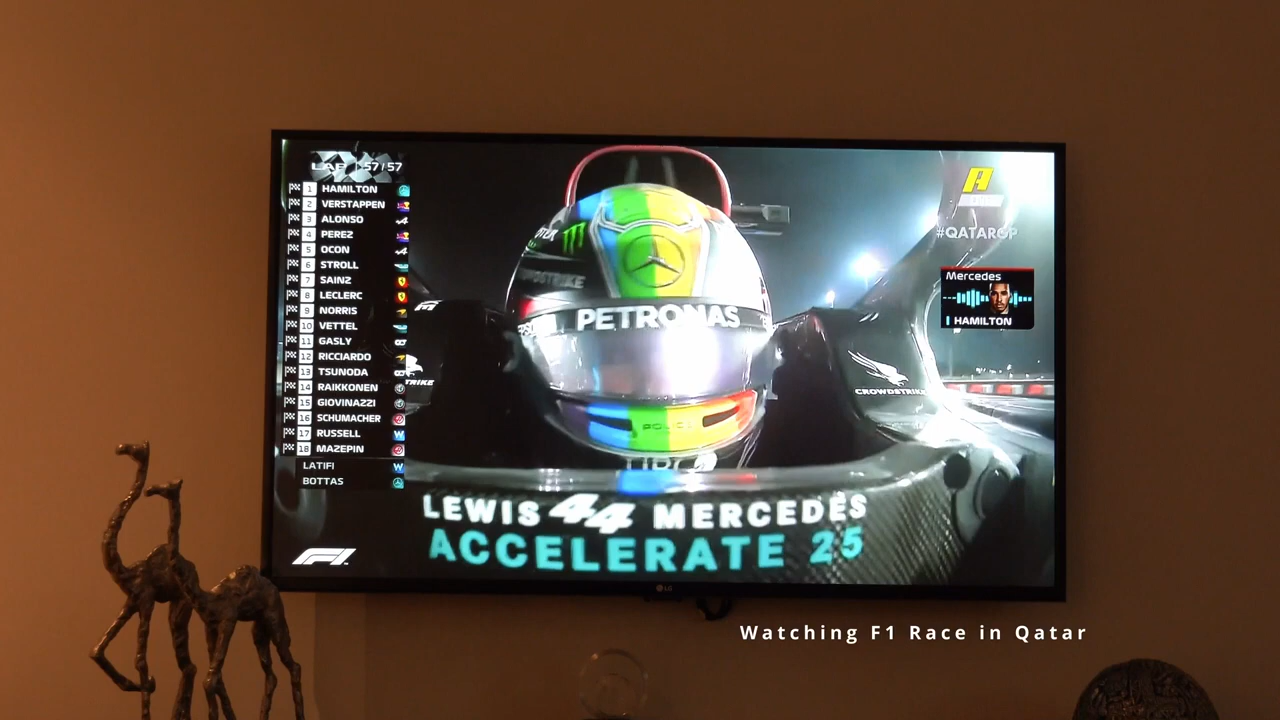 LAP 57/57
1 HAMILTON
2 VERSTAPPEN
3 ALONSO
4 PEREZ
5 OCON
6 STROLL
7 SAINZ
8 LECLERC
9 NORRIS
10 VETTEL
11 GASLY
12 RICCIARDO
13 TSUNODA
14 RAIKKONEN
15 GIOVINAZZI
16 SCHUMACHER
17 RUSSELL
18 MAZEPIN
LATIFI
BOTTAS
F1
#QATARGP
Mercedes
HAMILTON
PETRONAS
POLICE
CROWDSTRIKE
LEWIS 44 MERCEDES
ACCELERATE 25
LG
Watching F1 Race in Qatar